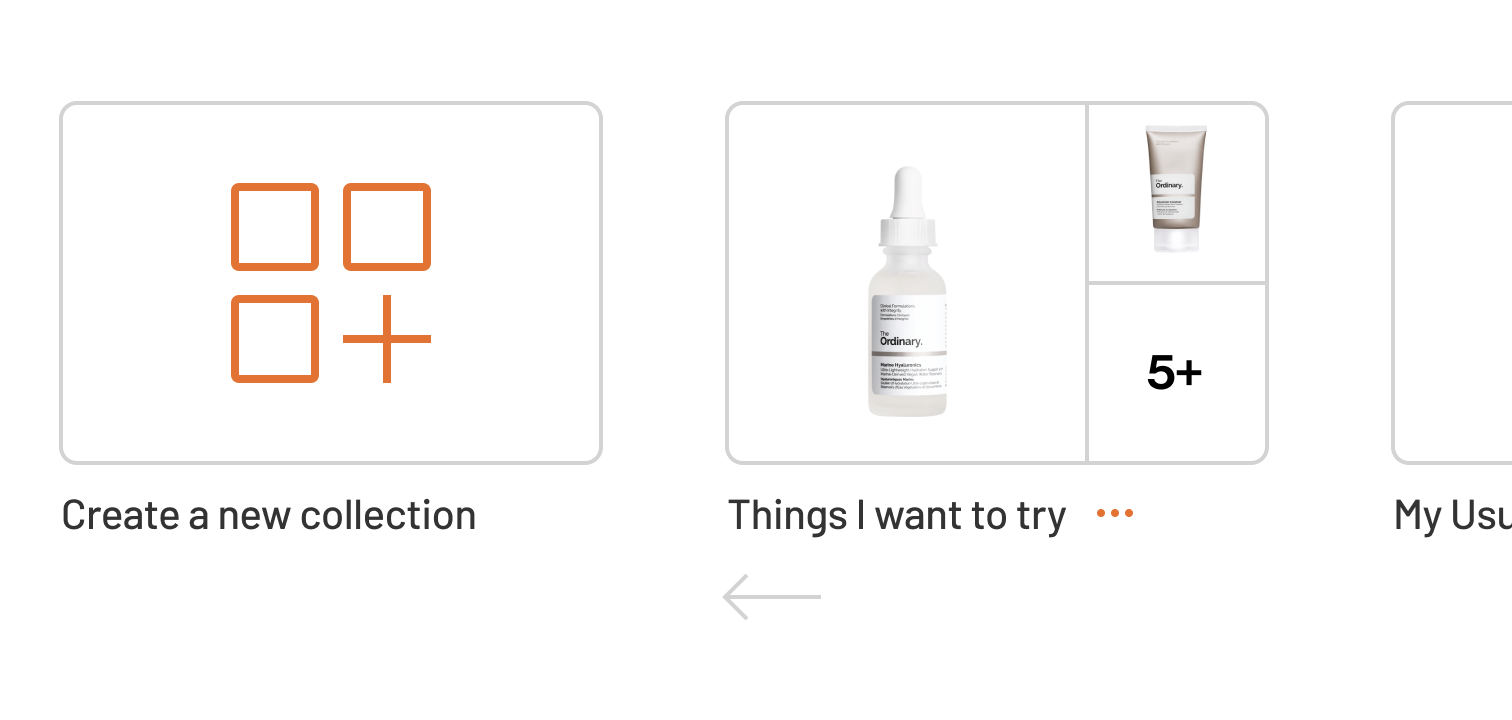 The
Ordinary.
The
Ordinary.
Marine Hyaluronics
5+
Create a new collection
Things I want to try
My Usu